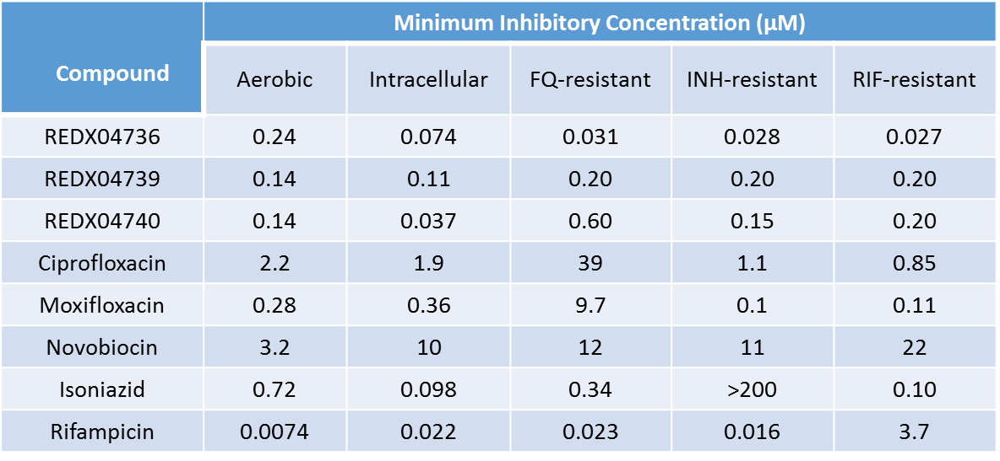 Minimum Inhibitory Concentration (µM)
Compound Aerobic Intracellular FQ-resistant INH-resistant RIF-resistant
REDX04736 0.24 0.074 0.031 0.028 0.027
REDX04739 0.14 0.11 0.20 0.20 0.20
REDX04740 0.14 0.037 0.60 0.15 0.20
Ciprofloxacin 2.2 1.9 39 1.1 0.85
Moxifloxacin 0.28 0.36 9.7 0.1 0.11
Novobiocin 3.2 10 12 11 22
Isoniazid 0.72 0.098 0.34 >200 0.10
Rifampicin 0.0074 0.022 0.023 0.016 3.7